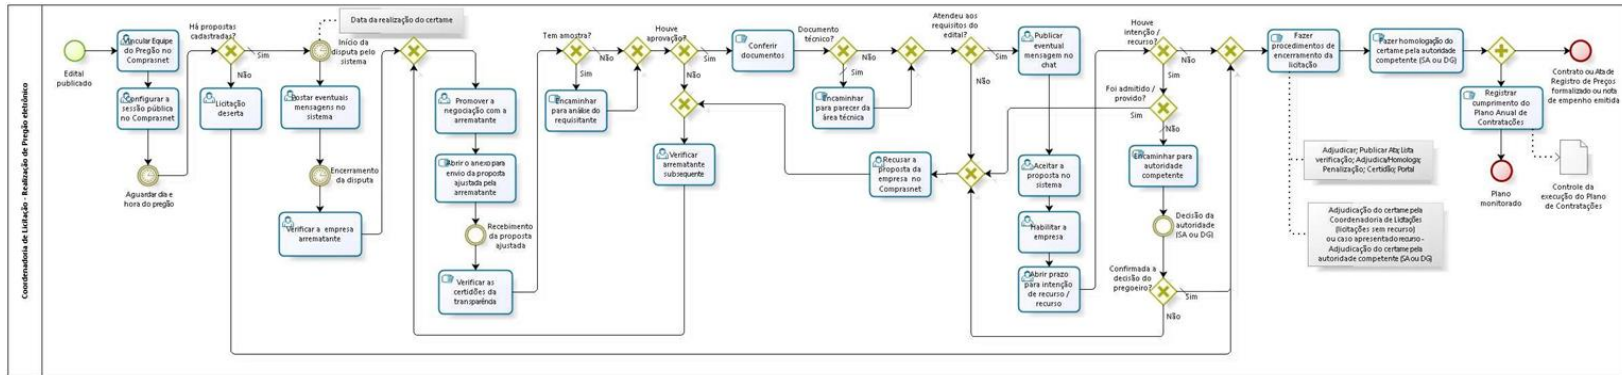 Coordenadoria de Licitação - Realização de Pregão eletrônico
Edital
publicado
Vincular Equipe
do Pregão no
Comprasnet
Configurar a
sessão pública
no Comprasnet
Aguardar dia e
hora do pregão
Há propostas
cadastradas?
Sim
Não
Licitação
deserta
Data da realização do certame
Início da
disputa pelo
sistema
Postar eventuais
mensagens no
sistema
Encerramento
da disputa
Verificar a empresa
arrematante
Promover a
negociação com a
arrematante
Abrir o anexo para
envio da proposta
ajustada pela
arrematante
Recebimento
da proposta
ajustada
Verificar as
certidões da
transparência
Tem amostra?
Não
Sim
Encaminhar
para análise do
requisitante
Houve
aprovação?
Sim
Não
Verificar
arrematante
subsequente
Conferir
documentos
Documento
técnico?
Não
Sim
Encaminhar
para parecer da
área técnica
Atendeu aos
requisitos do
edital?
Sim
Não
Recusar a
proposta da
empresa no
Comprasnet
Publicar
eventual
mensagem no
chat
Aceitar a
proposta no
sistema
Habilitar a
empresa
Abrir prazo
para intenção
de recurso /
recurso
Houve
intenção /
recurso?
Não
Sim
Foi admitido /
provido?
Sim
Não
Encaminhar para
autoridade
competente
Decisão da
autoridade
(SA ou DG)
Confirmada a
decisão do
pregoeiro?
Sim
Não
Fazer
procedimentos de
encerramento da
licitação
Adjudicar; Publicar Ata; Lista
verificação; Adjudica/Homologa;
Penalização; Certidão; Portal
Adjudicação do certame pela
Coordenadoria de Licitações
(licitações sem recurso)
ou caso apresentado recurso -
Adjudicação do certame pela
autoridade competente (SA ou DG)
Fazer homologação do
certame pela autoridade
competente (SA ou DG)
Registrar
cumprimento do
Plano Anual de
Contratações
Plano
monitorado
Controle da
execução do Plano
de Contratações
Contrato ou Ata de
Registro de Preços
formalizado ou nota
de empenho emitida